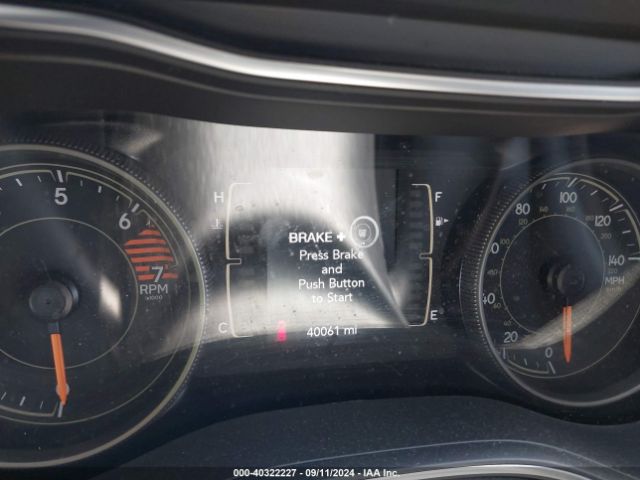 5
6
7
RPM
x1000
H
F
BRAKE +
Press Brake
and
Push Button
to Start
C
E
40061 mi
0
20
40
80
100
120
140
MPH
000-40322227 - 09/11/2024 - IAA Inc.